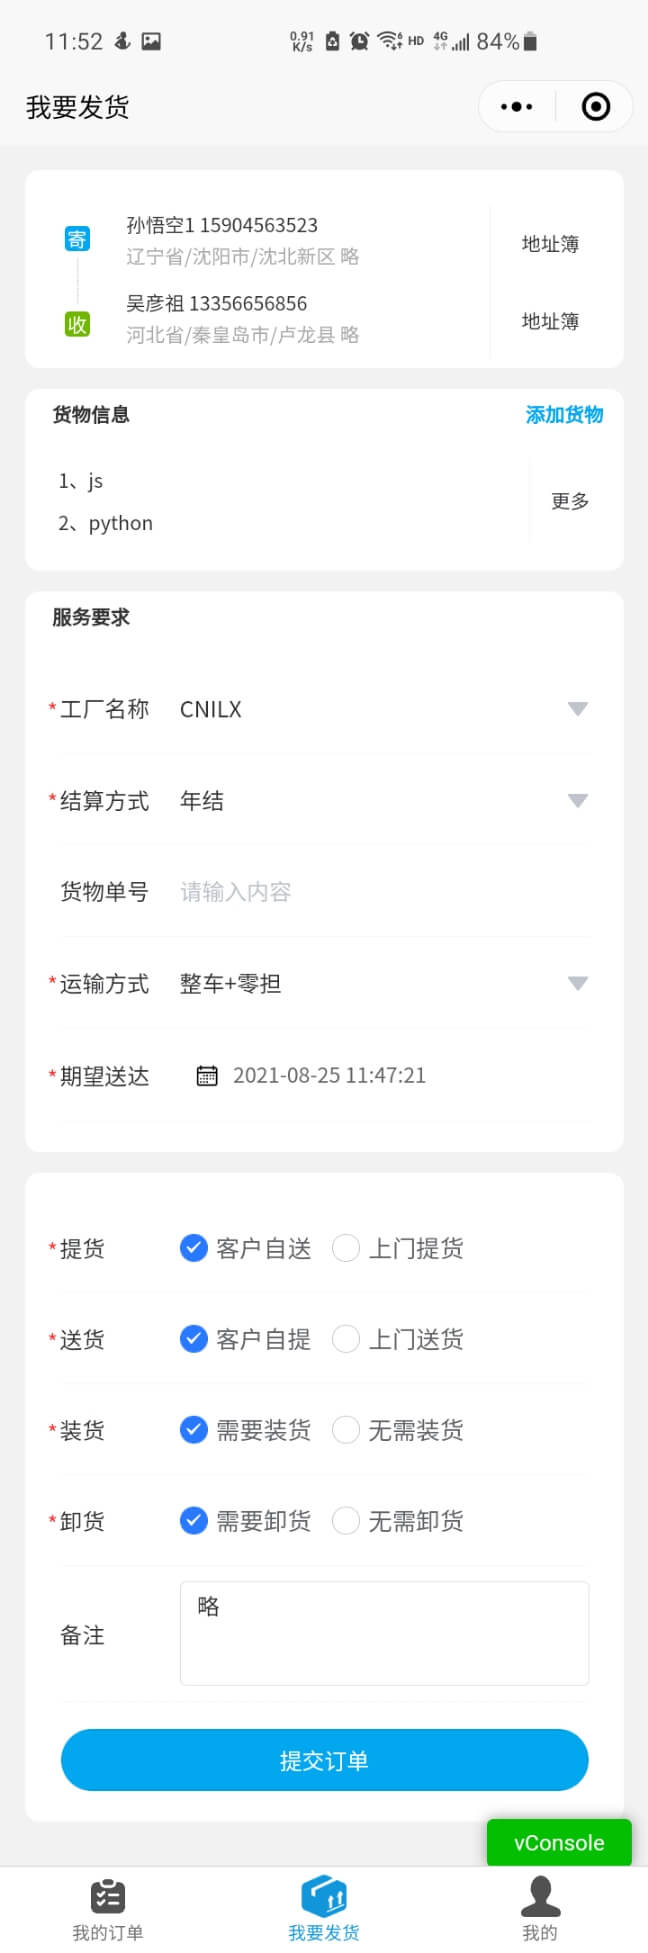 11:52 0.91 K/s 6 HD 4G 84%
我要发货
寄 孙悟空1 15904563523
辽宁省/沈阳市/沈北新区 略
地址簿
收 吴彦祖 13356656856
河北省/秦皇岛市/卢龙县 略
地址簿
货物信息 添加货物
1、js
2、python
更多
服务要求
*工厂名称 CNILX
*结算方式 年结
货物单号 请输入内容
*运输方式 整车+零担
*期望送达 2021-08-25 11:47:21
*提货 客户自送 上门提货
*送货 客户自提 上门送货
*装货 需要装货 无需装货
*卸货 需要卸货 无需卸货
备注 略
提交订单
vConsole
我的订单 我要发货 我的